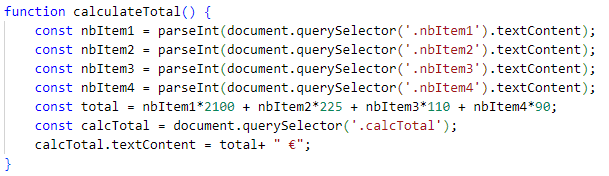 function calculateTotal() {
    const nbItem1 = parseInt(document.querySelector('.nbItem1').textContent);
    const nbItem2 = parseInt(document.querySelector('.nbItem2').textContent);
    const nbItem3 = parseInt(document.querySelector('.nbItem3').textContent);
    const nbItem4 = parseInt(document.querySelector('.nbItem4').textContent);
    const total = nbItem1*2100 + nbItem2*225 + nbItem3*110 + nbItem4*90;
    const calcTotal = document.querySelector('.calcTotal');
    calcTotal.textContent = total+ " €";
}